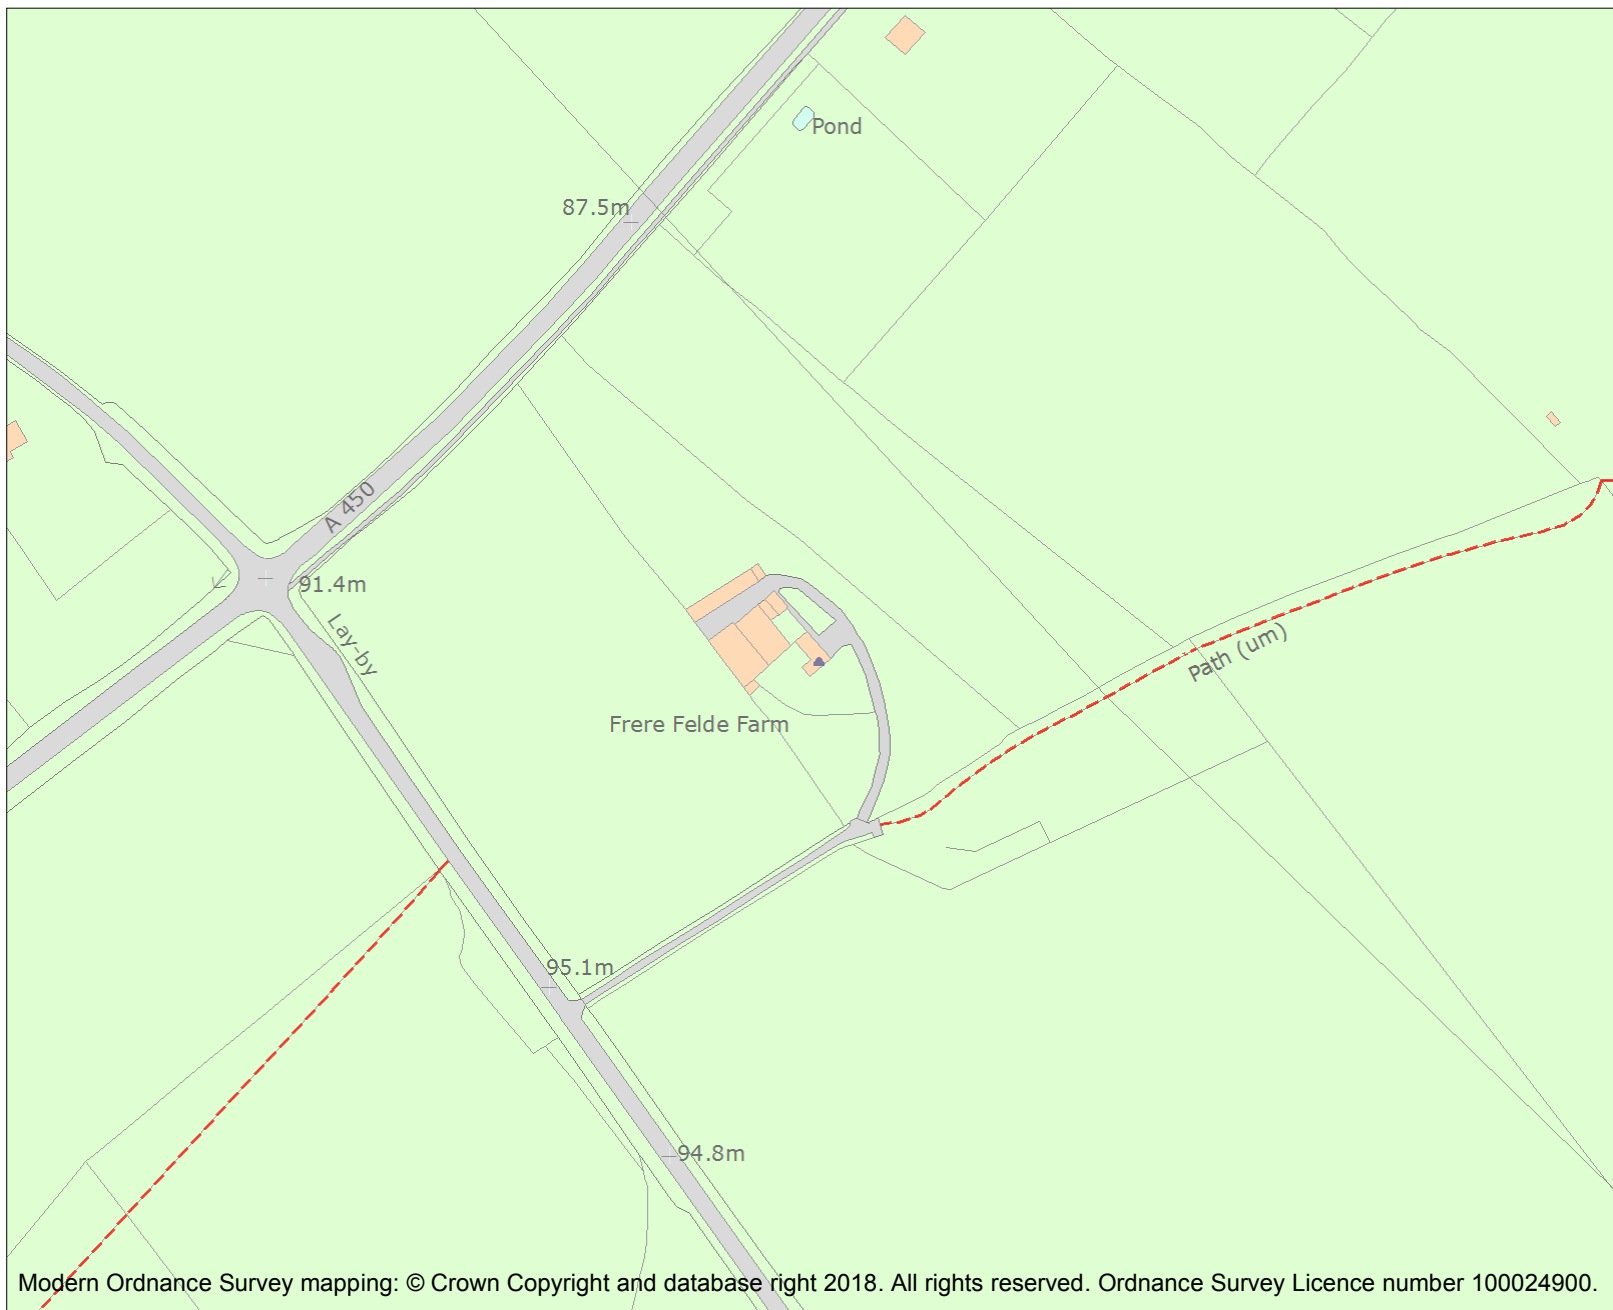 Pond
87.5m
A 450
91.4m
Lay-by
Path (um)
Frere Felde Farm
95.1m
94.8m
Modern Ordnance Survey mapping: © Crown Copyright and database right 2018. All rights reserved. Ordnance Survey Licence number 100024900.